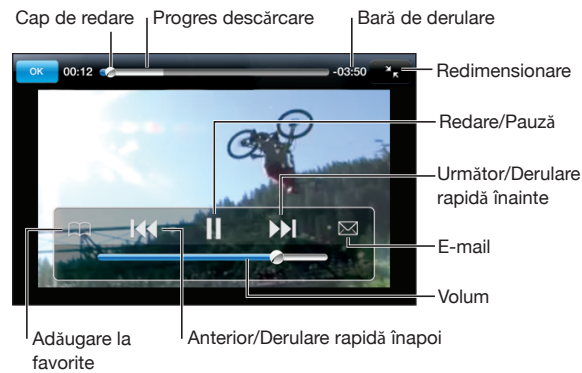 Cap de redare
Progres descărcare
Bară de derulare
OK
00:12
-03:50
Redimensionare
Redare/Pauză
Următor/Derulare
rapidă înainte
E-mail
Volum
Adăugare la
favorite
Anterior/Derulare rapidă înapoi